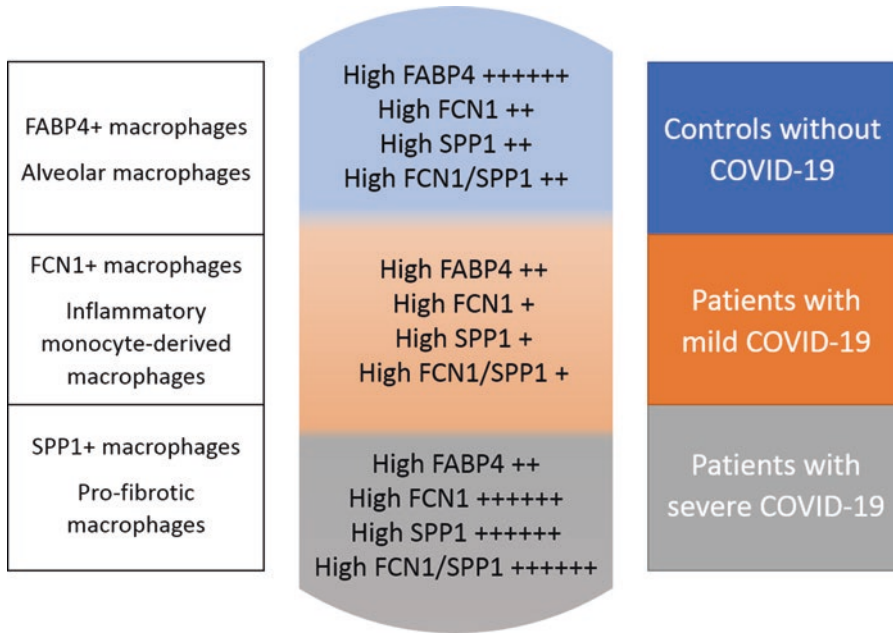 FABP4+ macrophages
Alveolar macrophages
FCN1+ macrophages
Inflammatory
monocyte-derived
macrophages
SPP1+ macrophages
Pro-fibrotic
macrophages
High FABP4 ++++++
High FCN1 ++
High SPP1 ++
High FCN1/SPP1 ++
High FABP4 ++
High FCN1 +
High SPP1 +
High FCN1/SPP1 +
High FABP4 ++
High FCN1 ++++++
High SPP1 ++++++
High FCN1/SPP1 ++++++
Controls without
COVID-19
Patients with
mild COVID-19
Patients with
severe COVID-19